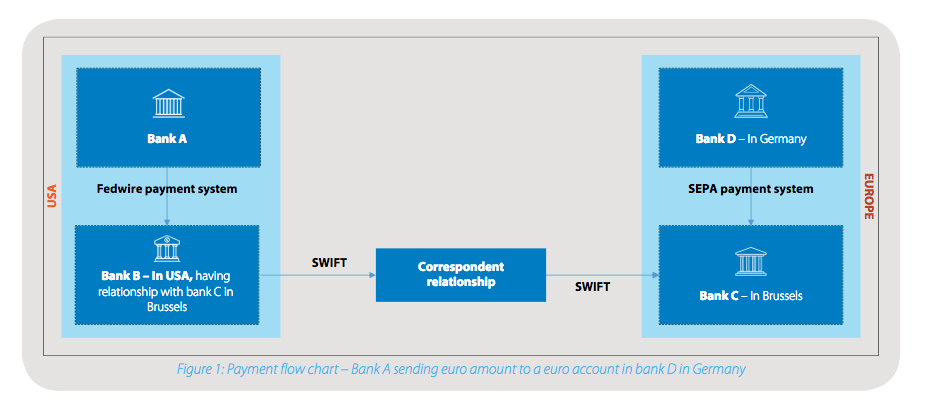 USA
Bank A
Fedwire payment system
Bank B – In USA, having
relationship with bank C in
Brussels
SWIFT
Correspondent
relationship
SWIFT
Bank D – In Germany
SEPA payment system
Bank C – In Brussels
EUROPE
Figure 1: Payment flow chart – Bank A sending euro amount to a euro account in bank D in Germany